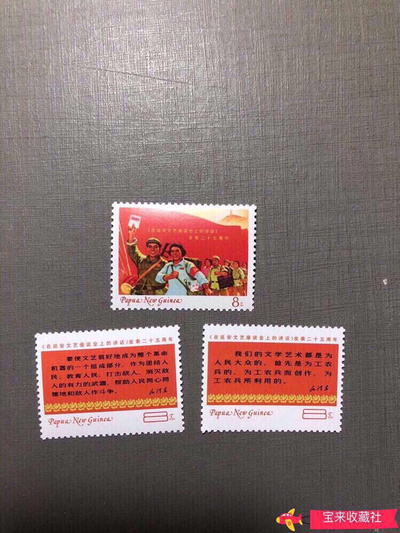 《在延安文艺座谈会上的讲话》
发表二十五周年
Papua New Guinea
8分
《在延安文艺座谈会上的讲话》发表二十五周年
要使文艺很好地成为整个革命
机器的一个组成部分，作为团结人
民、教育人民、打击敌人、消灭敌
人的有力的武器，帮助人民同心同
德地和敌人作斗争。
Papua New Guinea
《在延安文艺座谈会上的讲话》发表二十五周年
我们的文学艺术都是为
人民大众的，首先是为工农
兵的，为工农兵而创作，为
工农兵所利用的。
Papua New Guinea
宝来收藏社